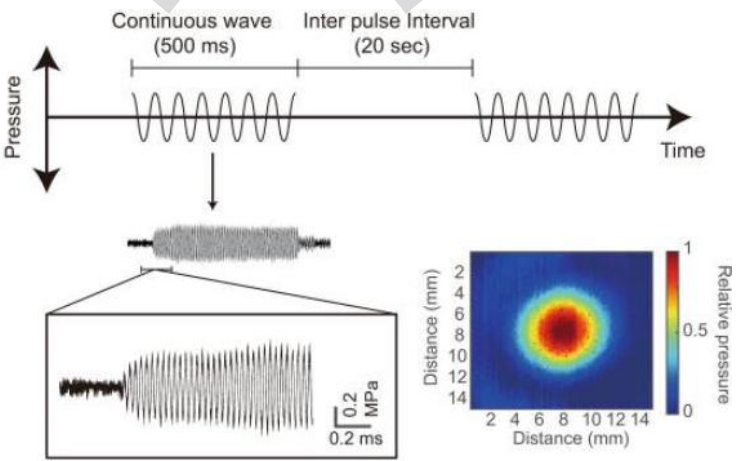 Continuous wave
(500 ms)
Inter pulse Interval
(20 sec)
Pressure
Time
0.2
MPa
0.2 ms
Distance (mm)
2
4
6
8
10
12
14
2 4 6 8 10 12 14
Distance (mm)
1
0.5
0
Relative pressure